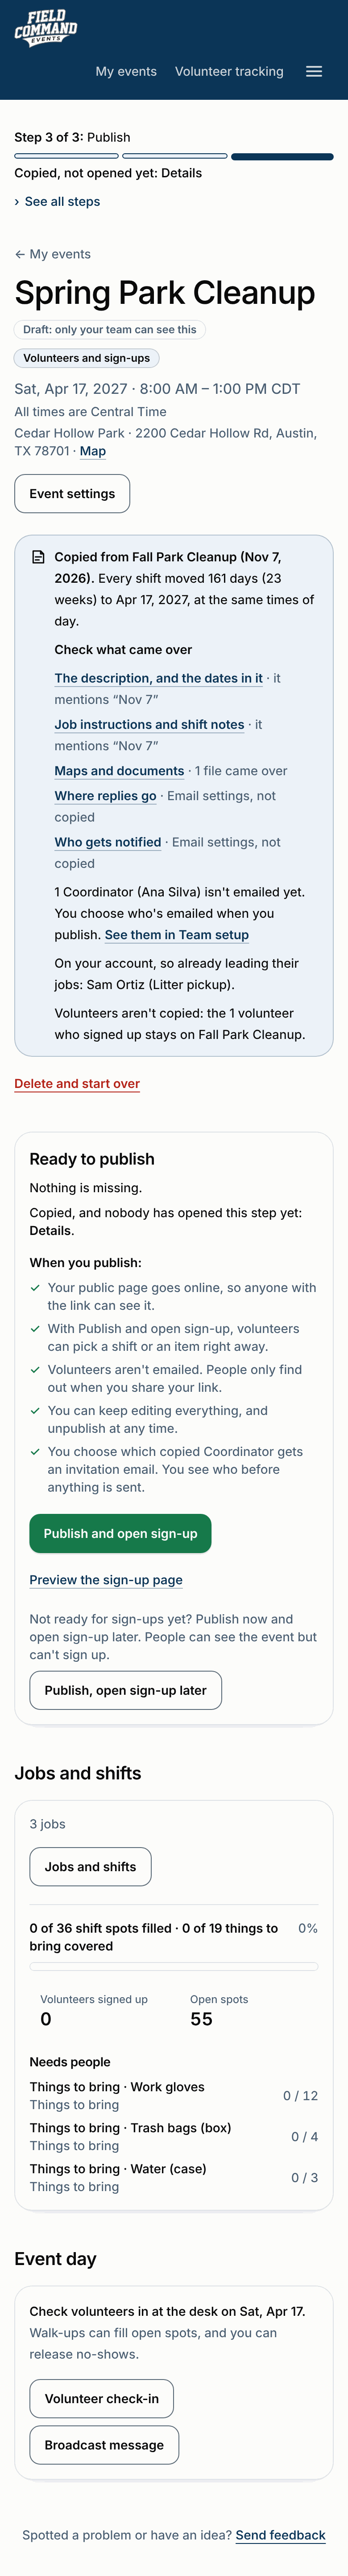 FIELD
COMMAND
EVENTS
My events Volunteer tracking
Step 3 of 3: Publish
Copied, not opened yet: Details
› See all steps
← My events
Spring Park Cleanup
Draft: only your team can see this
Volunteers and sign-ups
Sat, Apr 17, 2027 · 8:00 AM – 1:00 PM CDT
All times are Central Time
Cedar Hollow Park · 2200 Cedar Hollow Rd, Austin,
TX 78701 · Map
Event settings
Copied from Fall Park Cleanup (Nov 7,
2026). Every shift moved 161 days (23
weeks) to Apr 17, 2027, at the same times of
day.
Check what came over
The description, and the dates in it · it
mentions “Nov 7”
Job instructions and shift notes · it
mentions “Nov 7”
Maps and documents · 1 file came over
Where replies go · Email settings, not
copied
Who gets notified · Email settings, not
copied
1 Coordinator (Ana Silva) isn't emailed yet.
You choose who's emailed when you
publish. See them in Team setup
On your account, so already leading their
jobs: Sam Ortiz (Litter pickup).
Volunteers aren't copied: the 1 volunteer
who signed up stays on Fall Park Cleanup.
Delete and start over
Ready to publish
Nothing is missing.
Copied, and nobody has opened this step yet:
Details.
When you publish:
✓ Your public page goes online, so anyone with
the link can see it.
✓ With Publish and open sign-up, volunteers
can pick a shift or an item right away.
✓ Volunteers aren't emailed. People only find
out when you share your link.
✓ You can keep editing everything, and
unpublish at any time.
✓ You choose which copied Coordinator gets
an invitation email. You see who before
anything is sent.
Publish and open sign-up
Preview the sign-up page
Not ready for sign-ups yet? Publish now and
open sign-up later. People can see the event but
can't sign up.
Publish, open sign-up later
Jobs and shifts
3 jobs
Jobs and shifts
0 of 36 shift spots filled · 0 of 19 things to
bring covered
0%
Volunteers signed up
0
Open spots
55
Needs people
Things to bring · Work gloves
Things to bring
0 / 12
Things to bring · Trash bags (box)
Things to bring
0 / 4
Things to bring · Water (case)
Things to bring
0 / 3
Event day
Check volunteers in at the desk on Sat, Apr 17.
Walk-ups can fill open spots, and you can
release no-shows.
Volunteer check-in
Broadcast message
Spotted a problem or have an idea? Send feedback